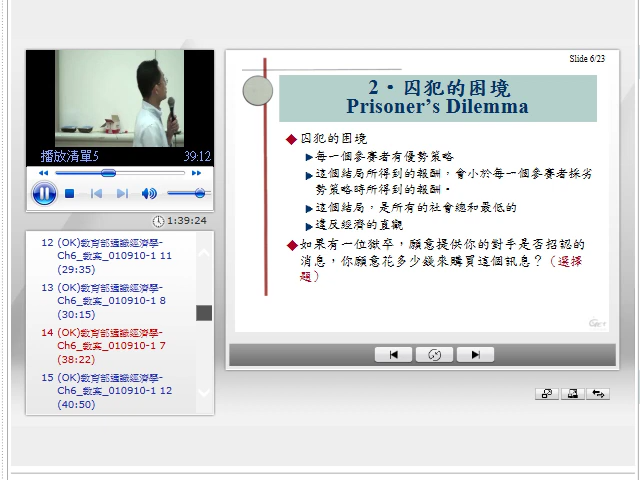 播放清單5
39:12
1:39:24
12 (OK)教育部通識經濟學-
Ch6_教案_010910-1 11
(29:35)
13 (OK)教育部通識經濟學-
Ch6_教案_010910-1 8
(30:15)
14 (OK)教育部通識經濟學-
Ch6_教案_010910-1 7
(38:22)
15 (OK)教育部通識經濟學-
Ch6_教案_010910-1 12
(40:50)
Slide 6/23
2‧囚犯的困境
Prisoner's Dilemma
囚犯的困境
每一個參賽者有優勢策略
這個結局所得到的報酬，會小於每一個參賽者採劣
勢策略時所得到的報酬。
這個結局，是所有的社會總和最低的
違反經濟的直觀
如果有一位獄卒，願意提供你的對手是否招認的
消息，你願意花多少錢來購買這個訊息？（選擇
題）